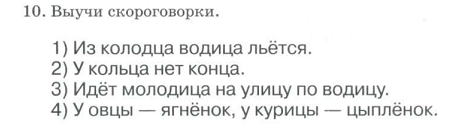 10. Выучи скороговорки.
1) Из колодца водица льётся.
2) У кольца нет конца.
3) Идёт молодица на улицу по водицу.
4) У овцы — ягнёнок, у курицы — цыплёнок.